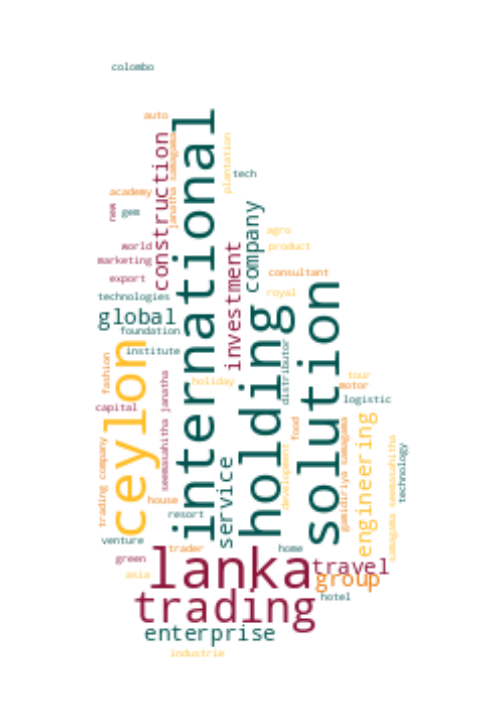 colombo
auto
international
construction
janatha samagama
plantation
tech
academy
new
gem
company
agro
world
product
marketing
investment
consultant
export
solution
technologies
royal
global
holding
foundation
ceylon
distributor
institute
fashion
seemasahitha janatha
holiday
tour
motor
logistic
capital
engineering
food
gamidiriya samagama
trading company
samagama seemasahitha
technology
service
development
house
resort
venture
trader
home
green
lanka
travel
asia
group
trading
hotel
enterprise
industrie